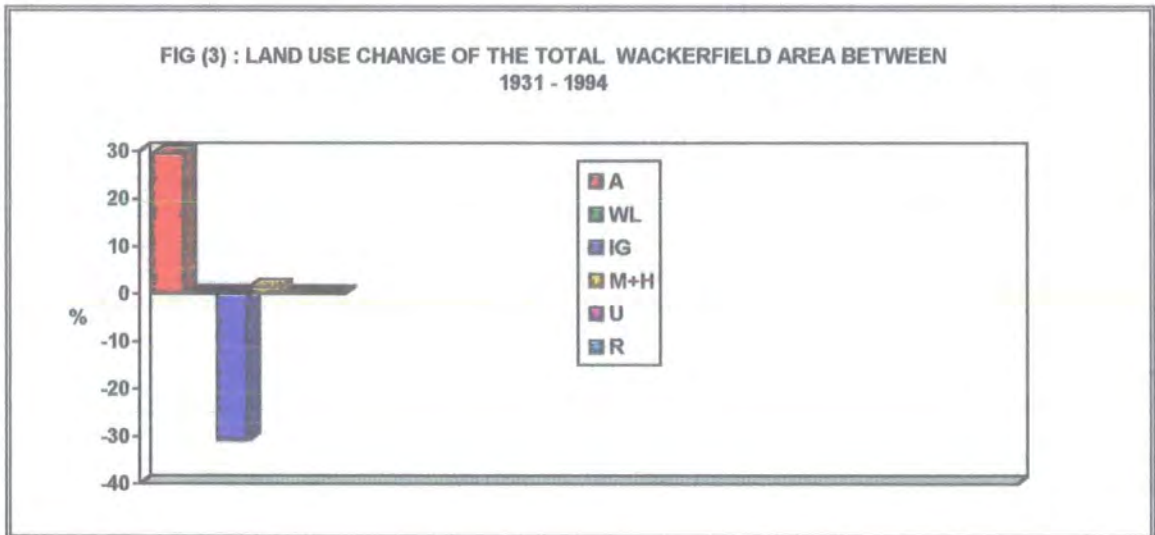 FIG (3) : LAND USE CHANGE OF THE TOTAL WACKERFIELD AREA BETWEEN
1931 - 1994
30
20
10
0
-10
-20
-30
-40
%
A
WL
IG
M+H
U
R